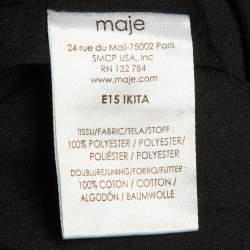 maje
24 rue du Mail-75002 Paris
SMCP USA, Inc
RN 132 784
www.maje.com
E15 IKITA
TISSU/FABRIC/TELA/STOFF :
100% POLYESTER / POLYESTER/
POLIÉSTER / POLYESTER
DOUBLURE/LINING/FORRO/FUTTER :
100% COTON / COTTON /
ALGODÓN / BAUMWOLLE